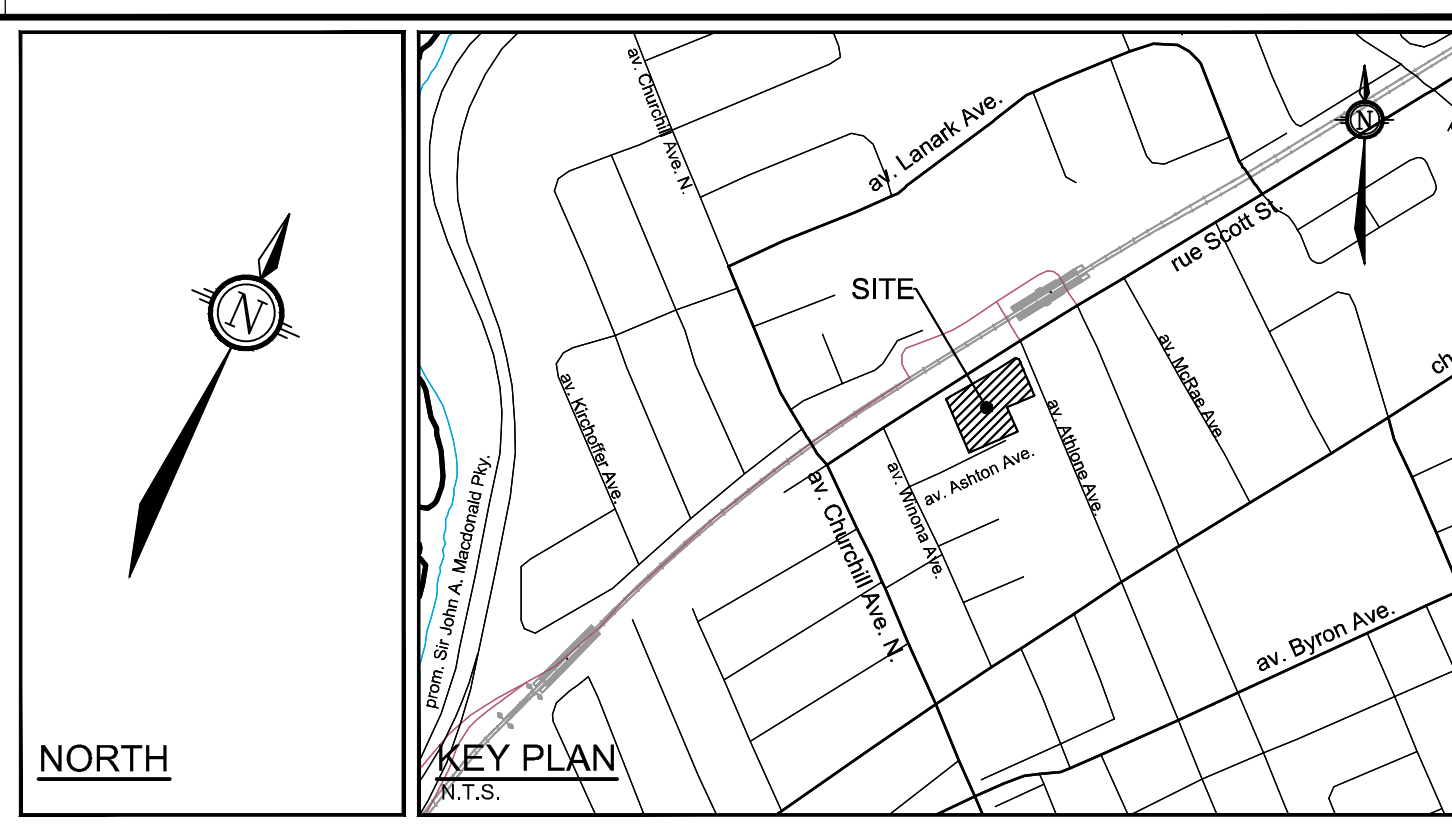 N
NORTH
av. Churchill Ave. N.
av. Lanark Ave.
N
rue Scott St.
SITE
av. McRae Ave
ch
av. Kirchoffer Ave.
av. Athlone Ave.
av. Ashton Ave.
av. Winona Ave.
av. Churchill Ave. N.
prom. Sir John A. Macdonald Pky.
av. Byron Ave.
KEY PLAN
N.T.S.